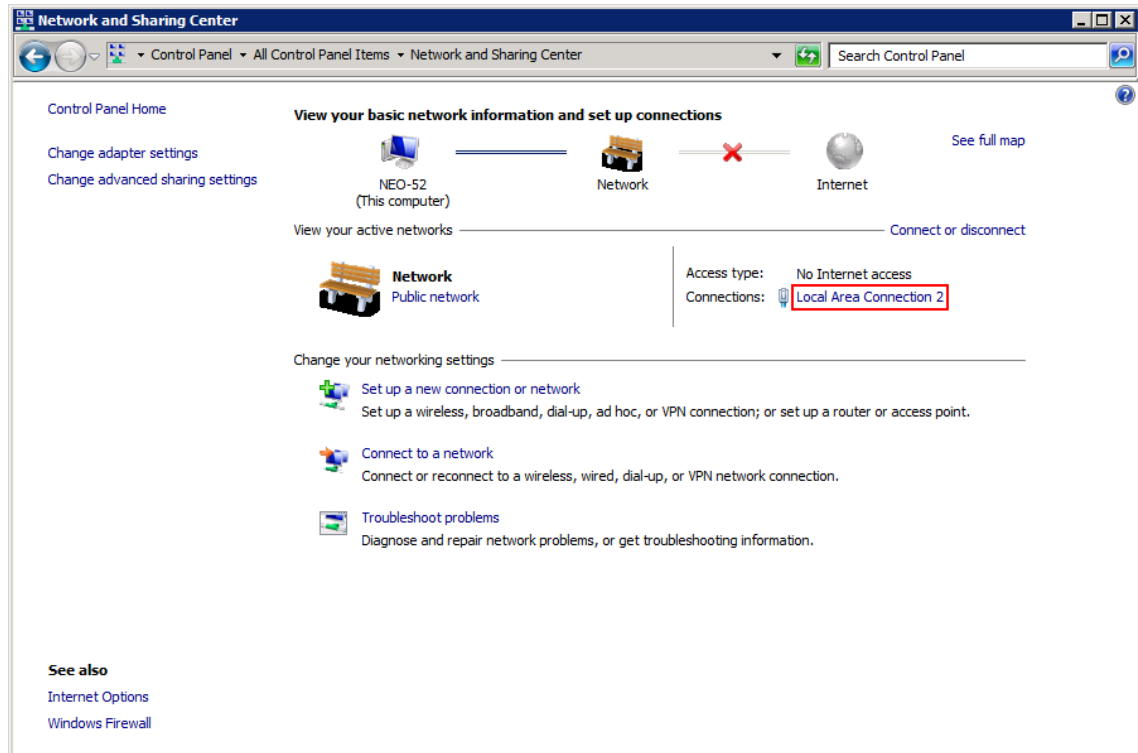 Network and Sharing Center
Control Panel All Control Panel Items Network and Sharing Center Search Control Panel
Control Panel Home
View your basic network information and set up connections
See full map
Change adapter settings
Change advanced sharing settings
NEO-52 Network Internet
(This computer)
View your active networks Connect or disconnect
Network
Public network
Access type: No Internet access
Connections: Local Area Connection 2
Change your networking settings
Set up a new connection or network
Set up a wireless, broadband, dial-up, ad hoc, or VPN connection; or set up a router or access point.
Connect to a network
Connect or reconnect to a wireless, wired, dial-up, or VPN network connection.
Troubleshoot problems
Diagnose and repair network problems, or get troubleshooting information.
See also
Internet Options
Windows Firewall